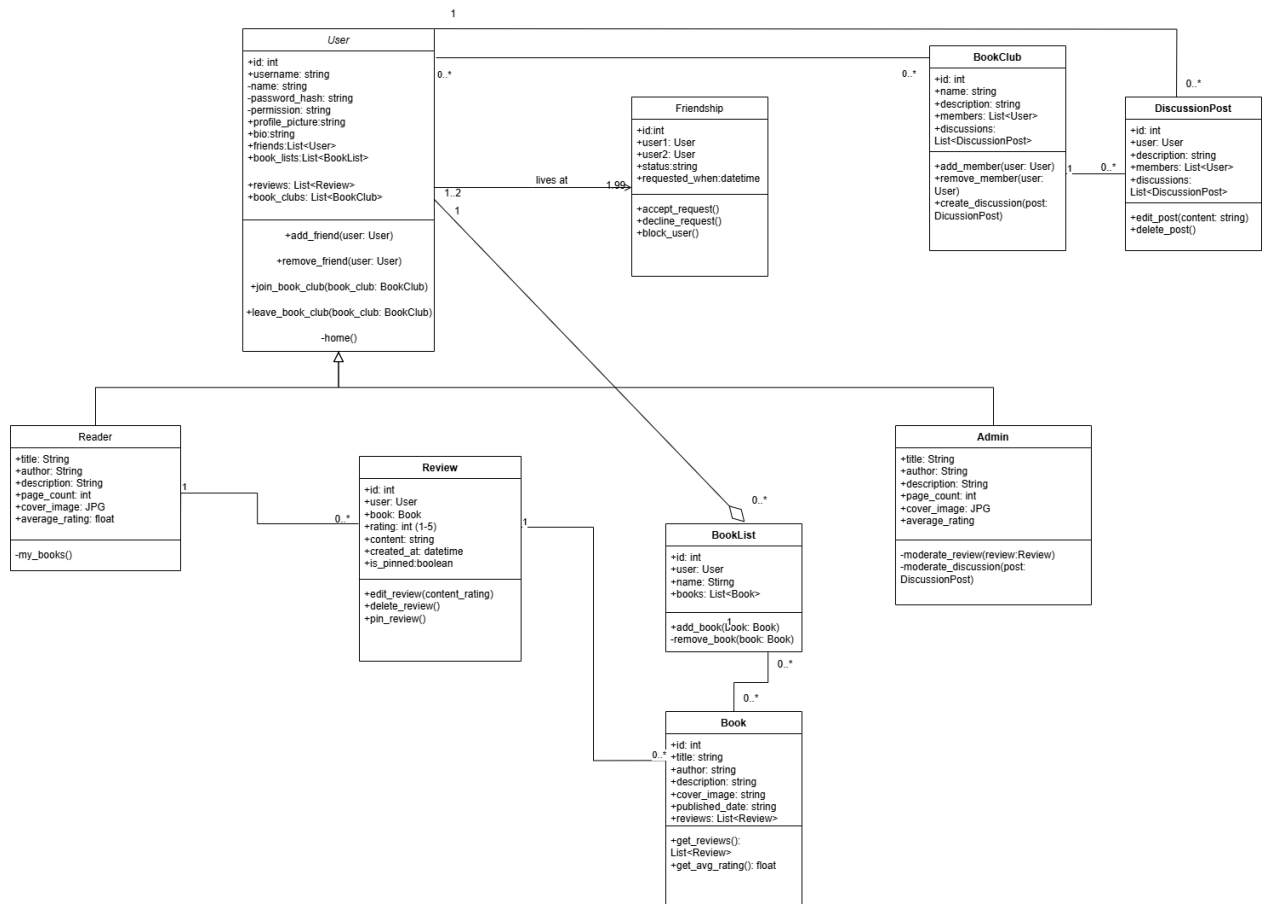 1
User
+id: int
+username: string
-name: string
-password_hash: string
-permission: string
+profile_picture:string
+bio:string
+friends:List<User>
+book_lists:List<BookList>
+reviews: List<Review>
+book_clubs: List<BookClub>
+add_friend(user: User)
+remove_friend(user: User)
+join_book_club(book_club: BookClub)
+leave_book_club(book_club: BookClub)
-home()
0..*
0..*
0..*
lives at
1..2
1.99
1
Friendship
+id:int
+user1: User
+user2: User
+status:string
+requested_when:datetime
+accept_request()
+decline_request()
+block_user()
BookClub
+id: int
+name: string
+description: string
+members: List<User>
+discussions:
List<DiscussionPost>
+add_member(user: User)
+remove_member(user:
User)
+create_discussion(post:
DicussionPost)
1
0..*
DiscussionPost
+id: int
+user: User
+description: string
+members: List<User>
+discussions:
List<DiscussionPost>
+edit_post(content: string)
+delete_post()
Reader
+title: String
+author: String
+description: String
+page_count: int
+cover_image: JPG
+average_rating: float
-my_books()
1
0..*
Review
+id: int
+user: User
+book: Book
+rating: int (1-5)
+content: string
+created_at: datetime
+is_pinned:boolean
+edit_review(content_rating)
+delete_review()
+pin_review()
1
0..*
BookList
+id: int
+user: User
+name: Stirng
+books: List<Book>
+add_book(book: Book)
1
-remove_book(book: Book)
0..*
0..*
Admin
+title: String
+author: String
+description: String
+page_count: int
+cover_image: JPG
+average_rating
-moderate_review(review:Review)
-moderate_discussion(post:
DiscussionPost)
0..*
Book
+id: int
+title: string
+author: string
+description: string
+cover_image: string
+published_date: string
+reviews: List<Review>
+get_reviews():
List<Review>
+get_avg_rating(): float